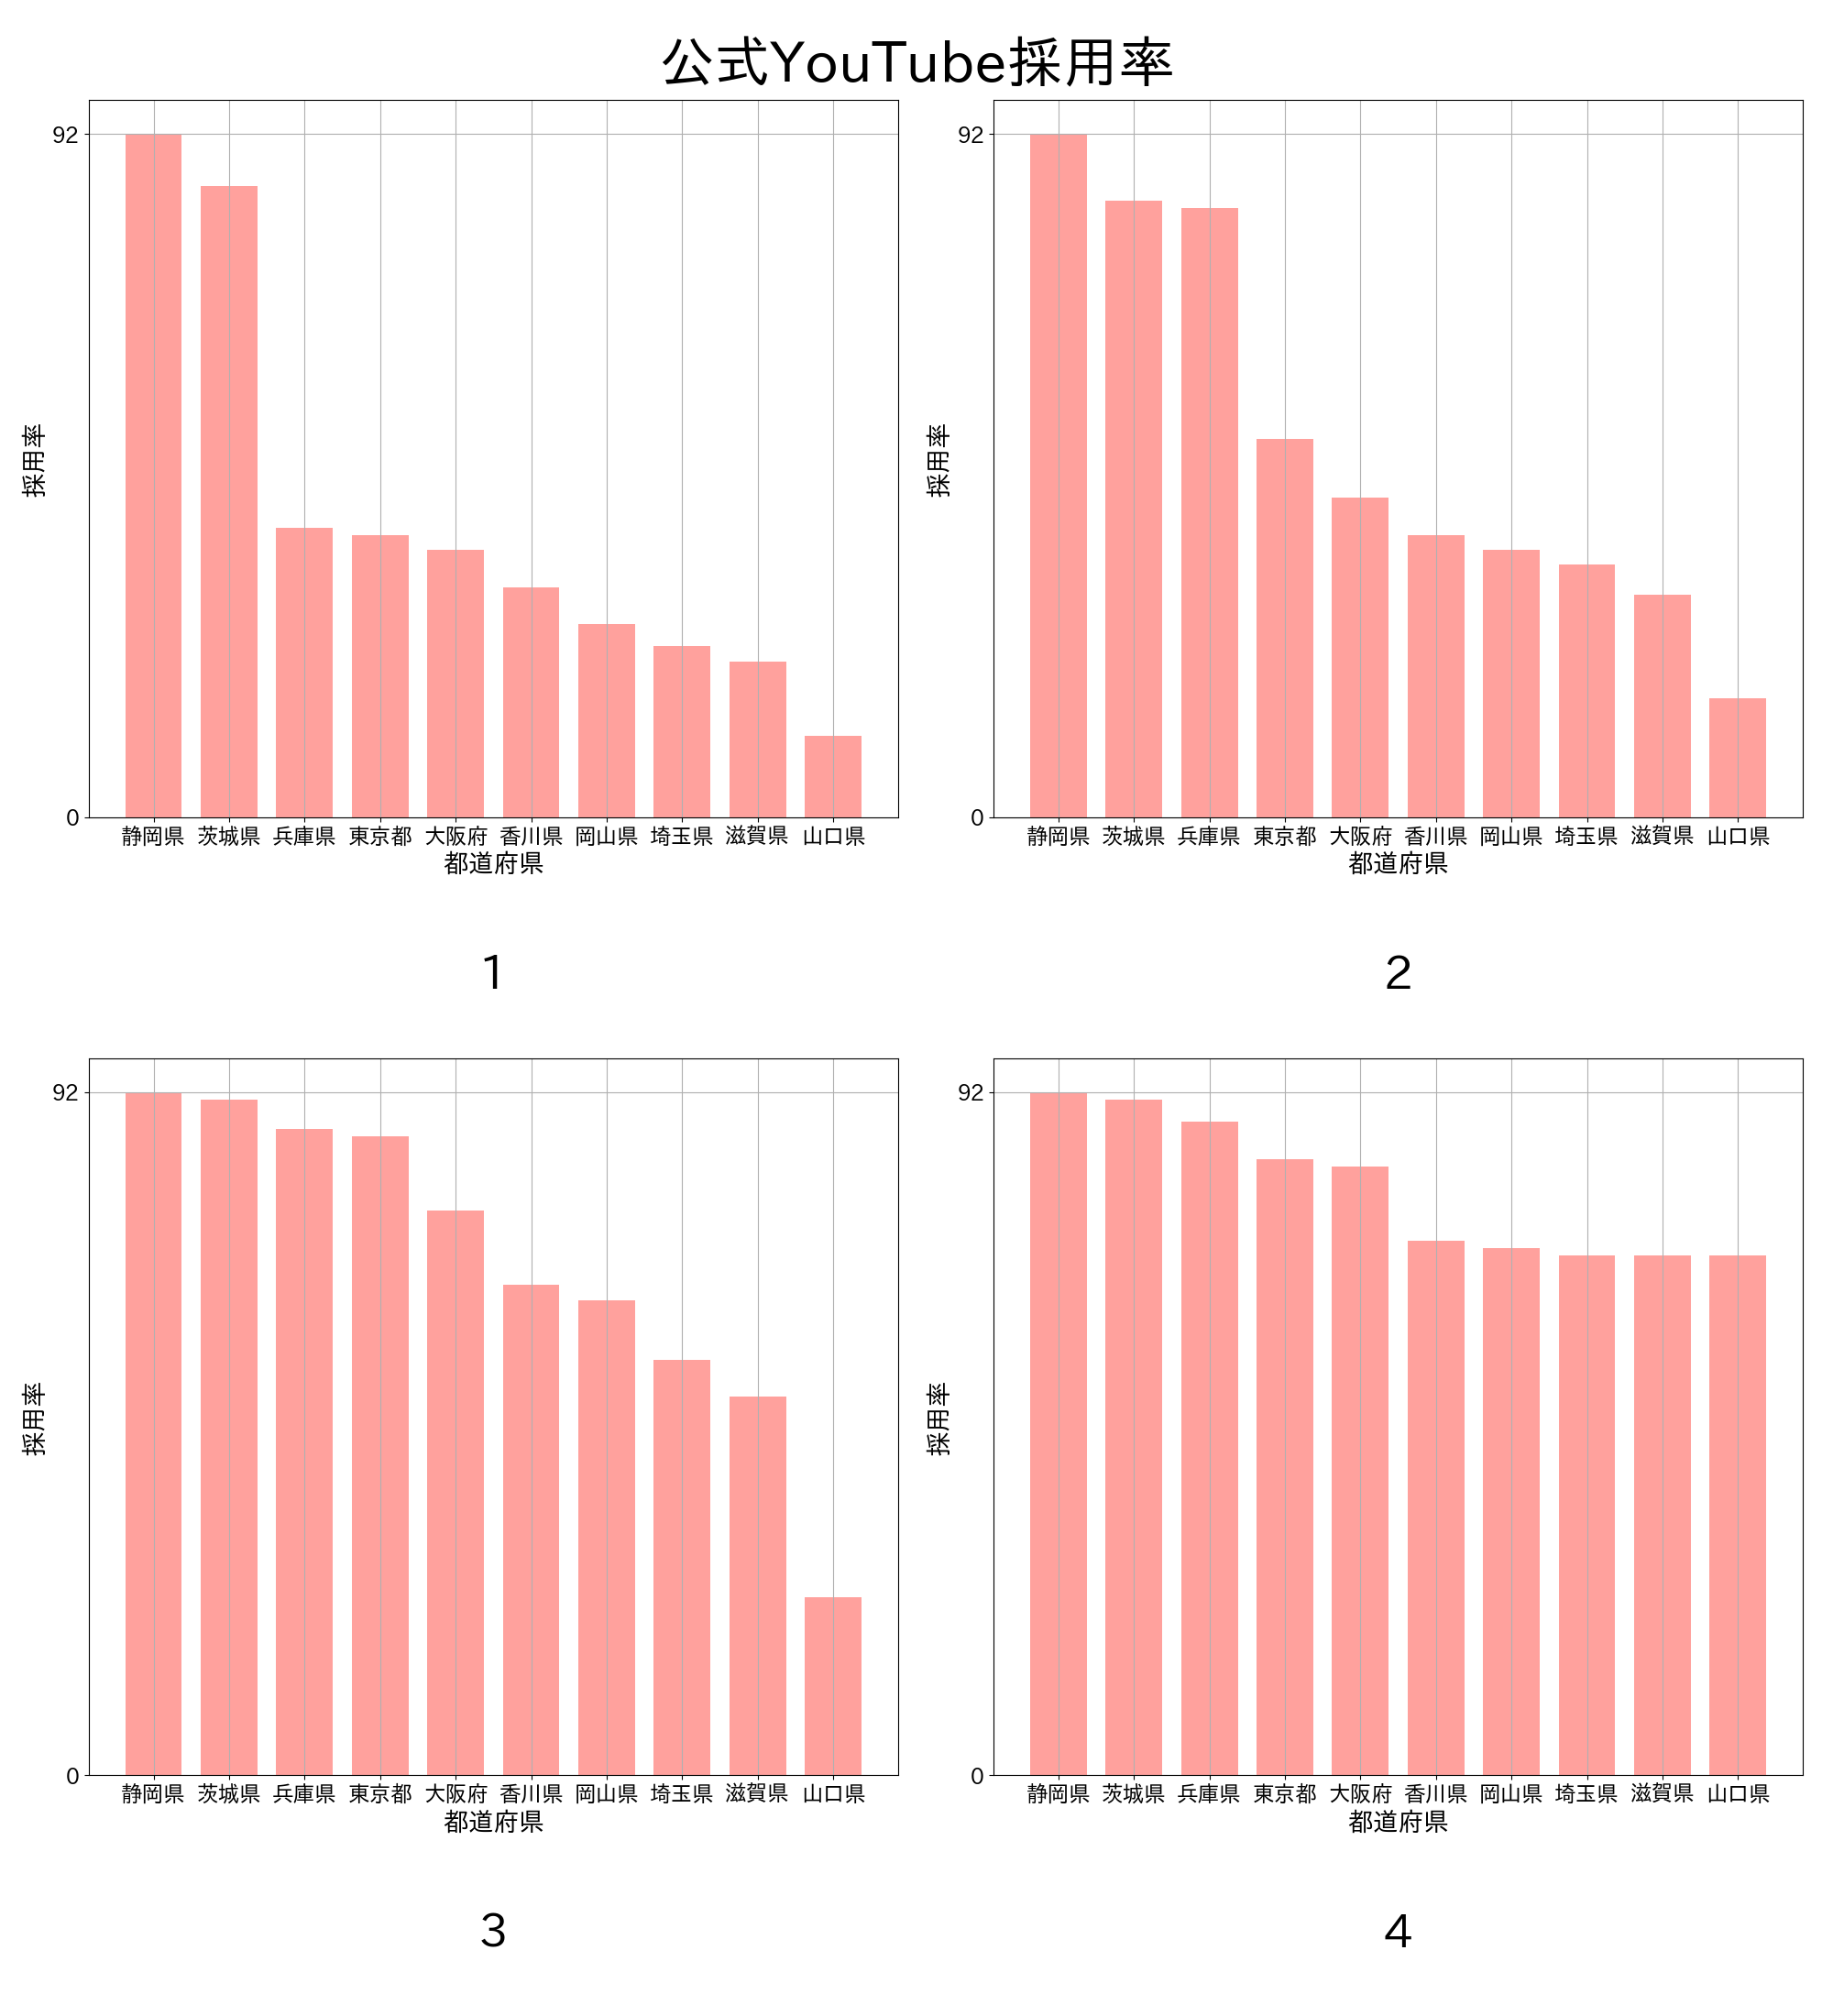 公式YouTube採用率
92
0
採用率
静岡県 茨城県 兵庫県 東京都 大阪府 香川県 岡山県 埼玉県 滋賀県 山口県
都道府県
1
92
0
採用率
静岡県 茨城県 兵庫県 東京都 大阪府 香川県 岡山県 埼玉県 滋賀県 山口県
都道府県
2
92
0
採用率
静岡県 茨城県 兵庫県 東京都 大阪府 香川県 岡山県 埼玉県 滋賀県 山口県
都道府県
3
92
0
採用率
静岡県 茨城県 兵庫県 東京都 大阪府 香川県 岡山県 埼玉県 滋賀県 山口県
都道府県
4